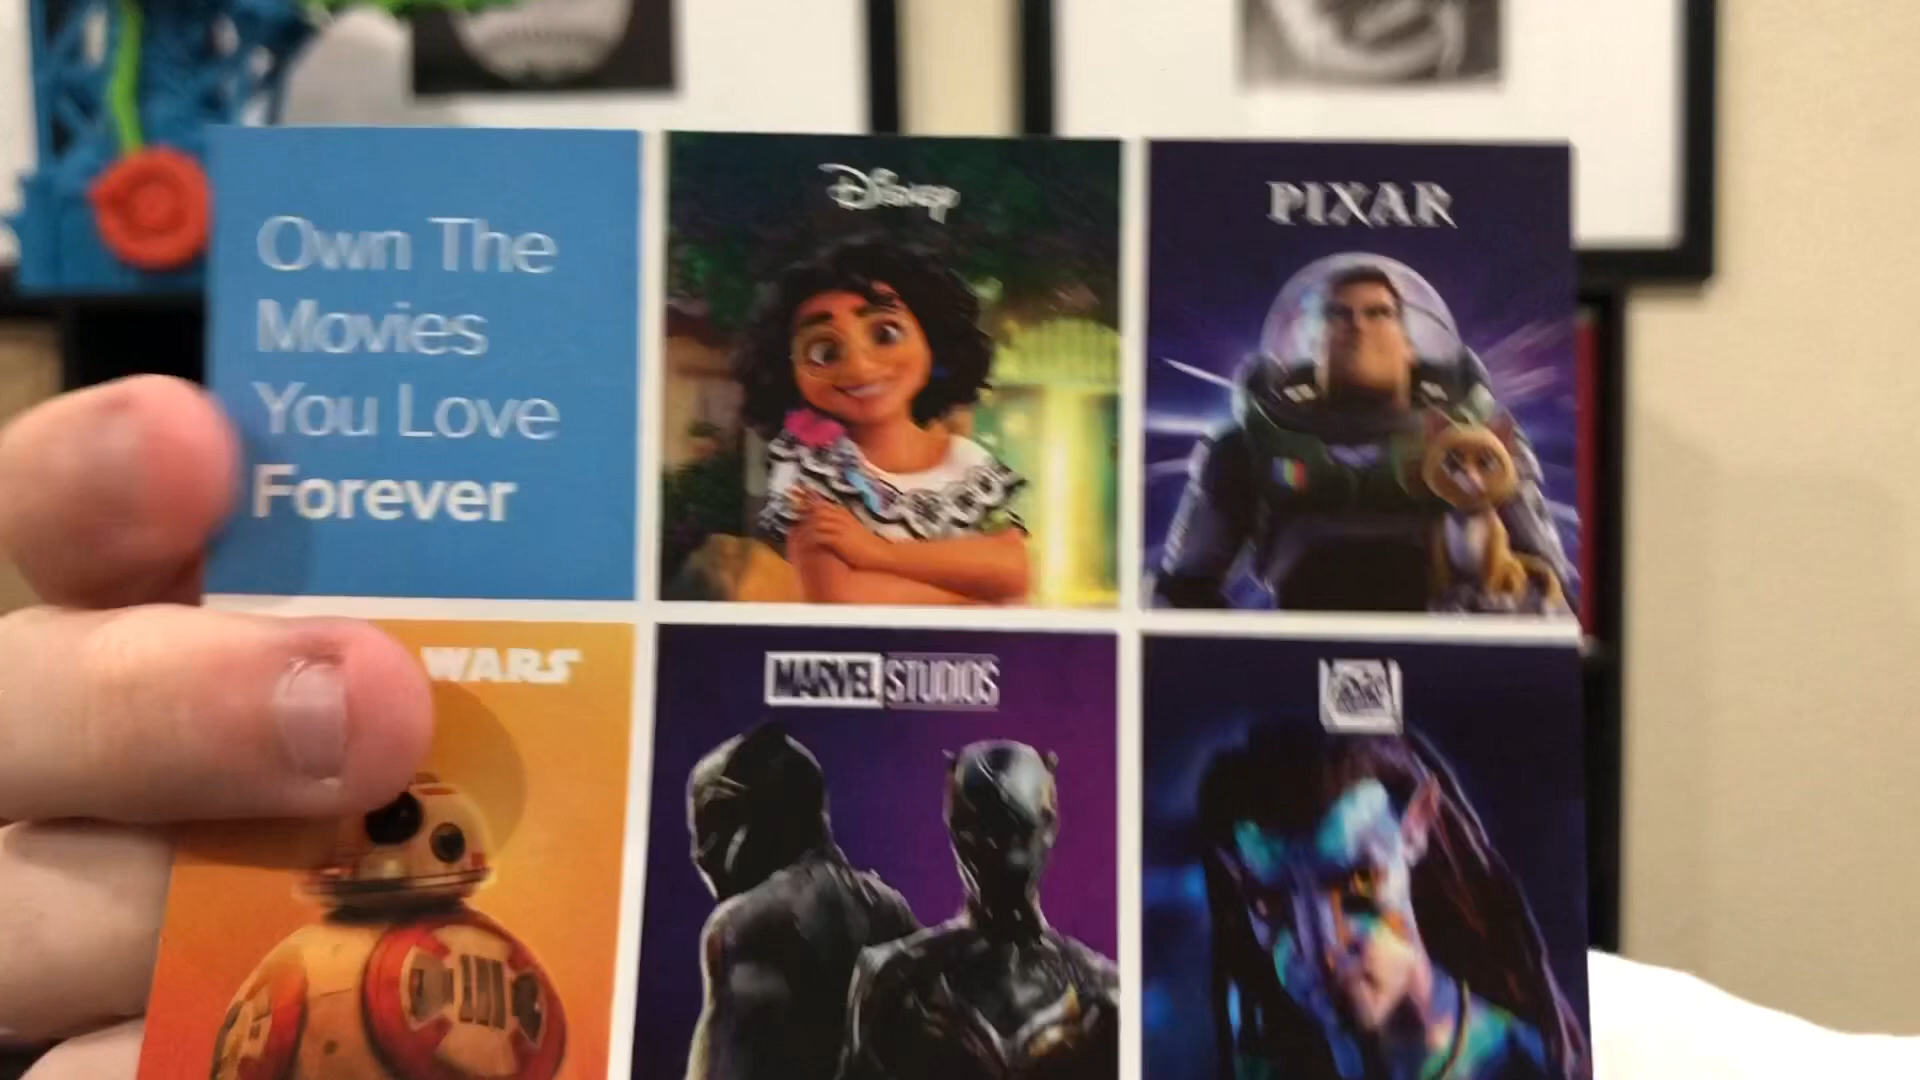 Own The
Movies
You Love
Forever
Disney
PIXAR
WARS
MARVEL STUDIOS